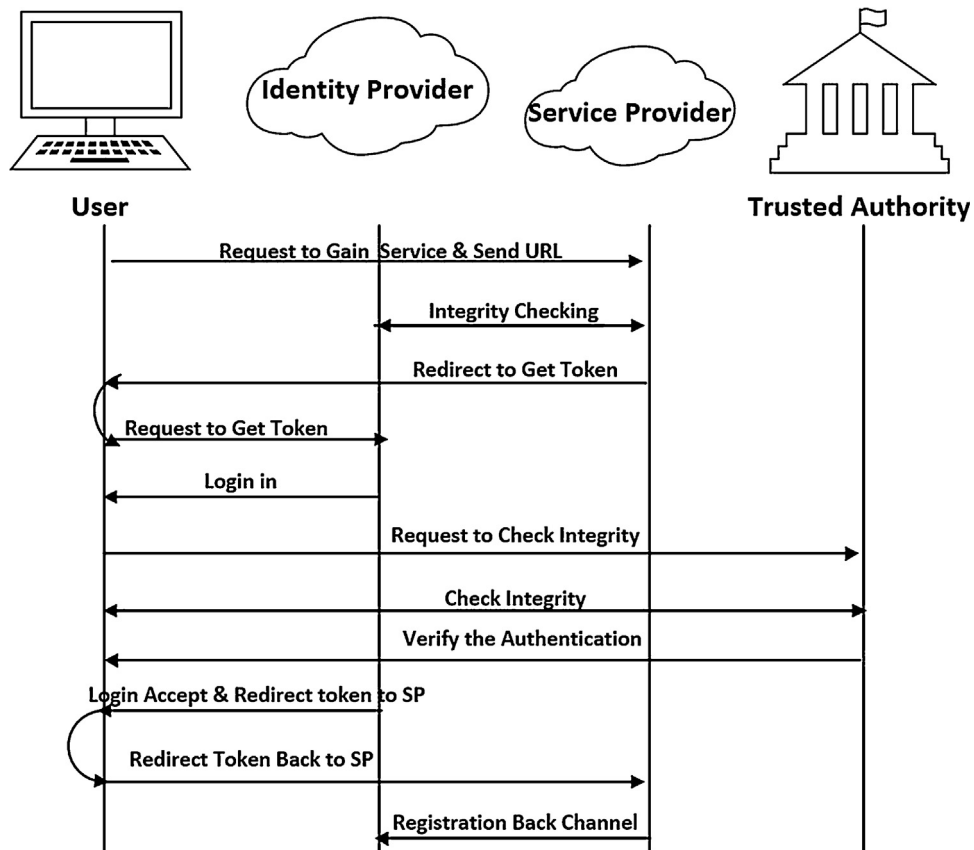 Identity Provider
Service Provider
User
Trusted Authority
Request to Gain Service & Send URL
Integrity Checking
Redirect to Get Token
Request to Get Token
Login in
Request to Check Integrity
Check Integrity
Verify the Authentication
Login Accept & Redirect token to SP
Redirect Token Back to SP
Registration Back Channel